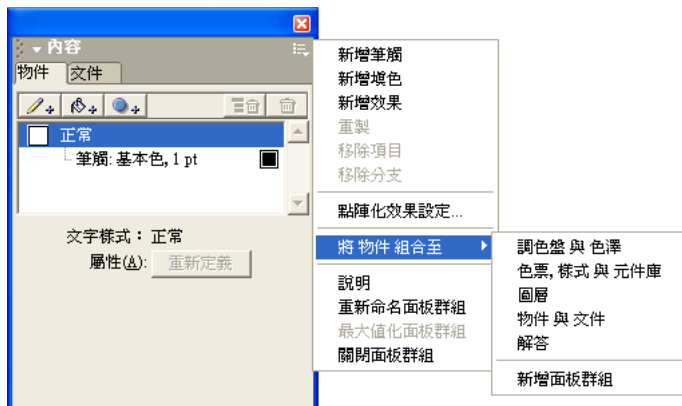 內容
物件
文件
正常
筆觸: 基本色, 1 pt
文字樣式：正常
屬性(A):
重新定義
新增筆觸
新增填色
新增效果
重製
移除項目
移除分支
點陣化效果設定...
將 物件 組合至
說明
重新命名面板群組
最大值化面板群組
關閉面板群組
調色盤 與 色澤
色票, 樣式 與 元件庫
圖層
物件 與 文件
解答
新增面板群組